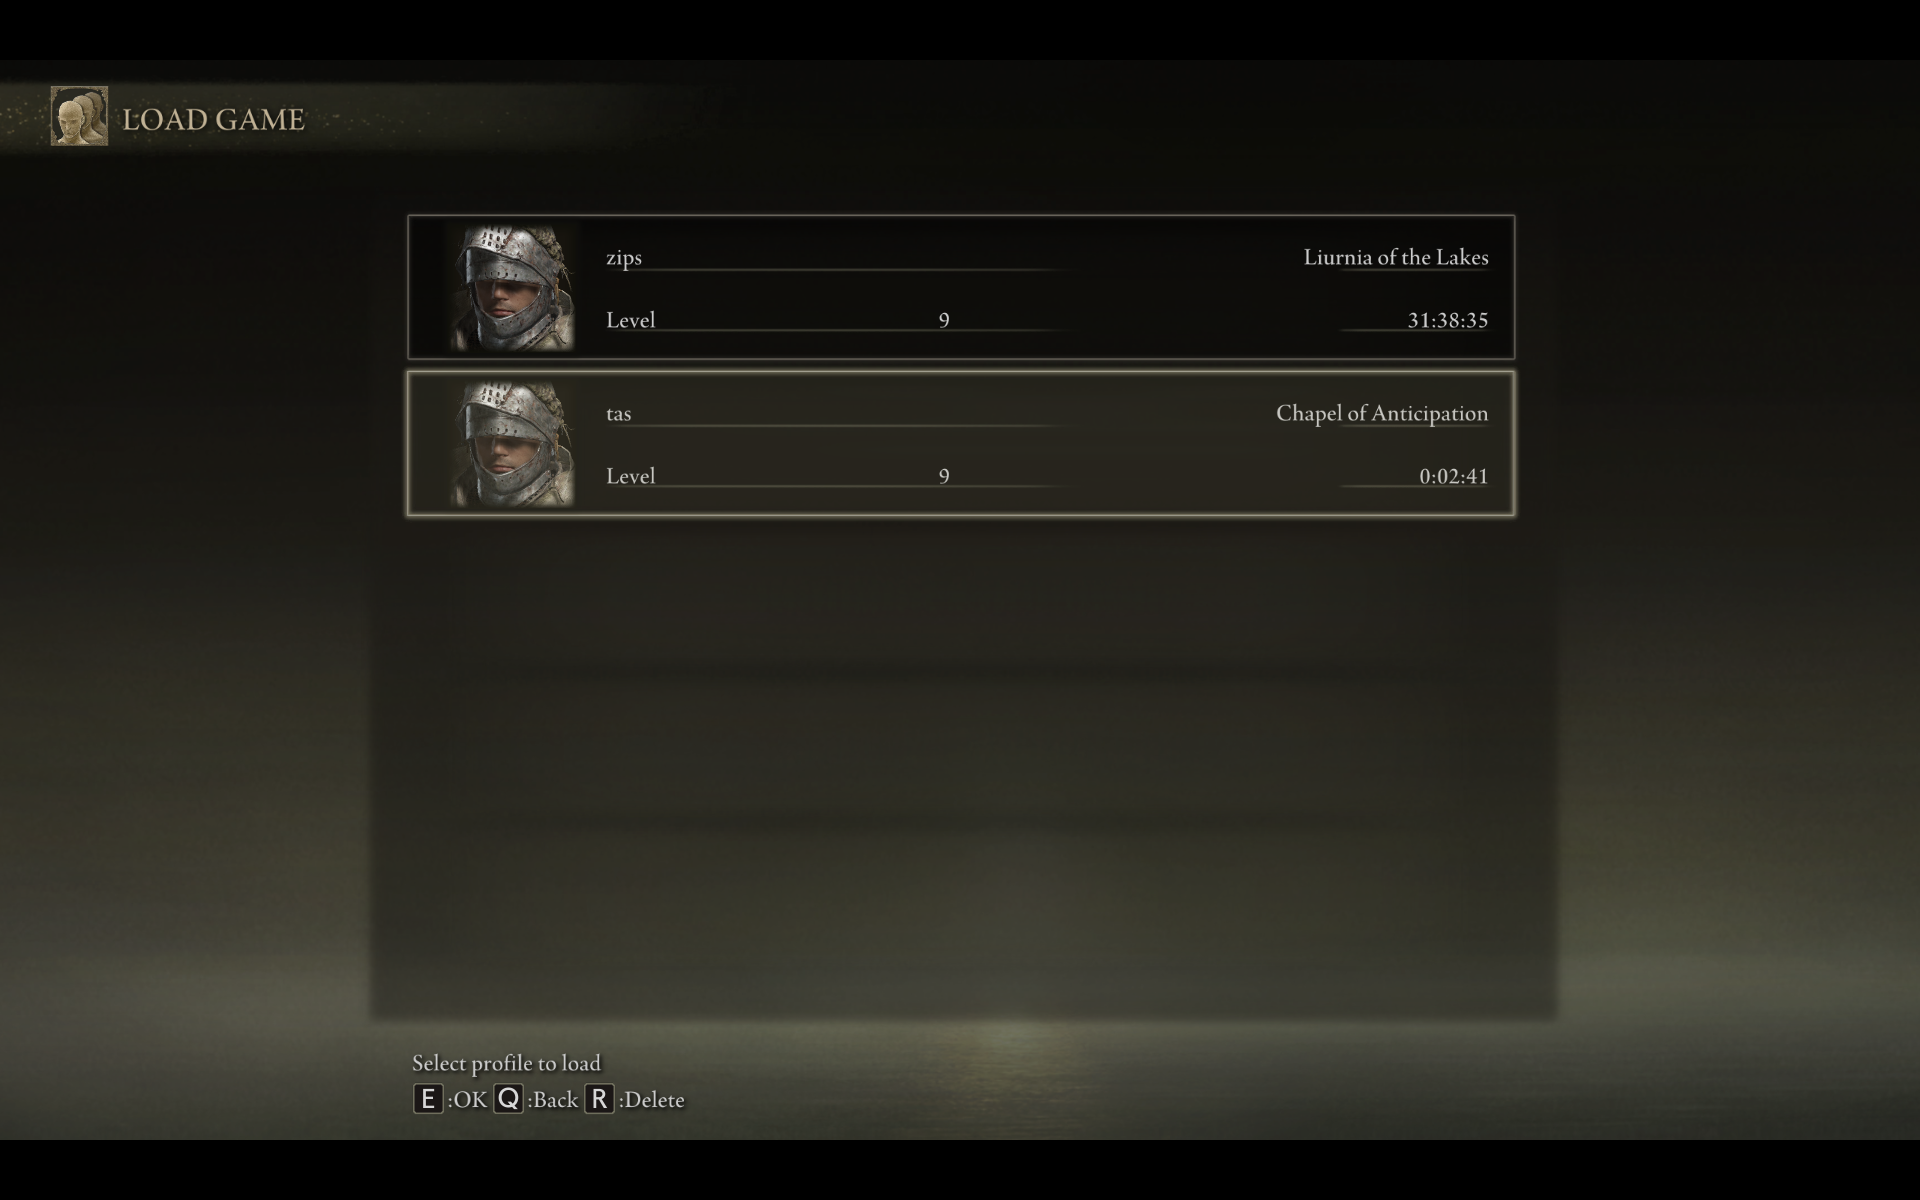 LOAD GAME
zips Liurnia of the Lakes
Level 9 31:38:35
tas Chapel of Anticipation
Level 9 0:02:41
Select profile to load
E :OK Q :Back R :Delete